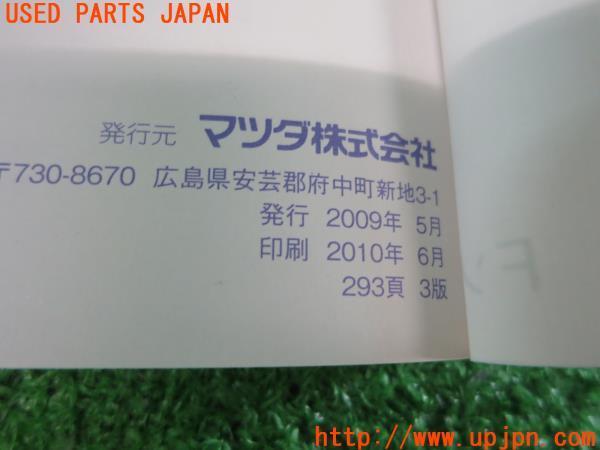 USED PARTS JAPAN
発行元 マツダ株式会社
〒730-8670 広島県安芸郡府中町新地3-1
発行 2009年 5月
印刷 2010年 6月
293頁 3版
http://www.upjpn.com/